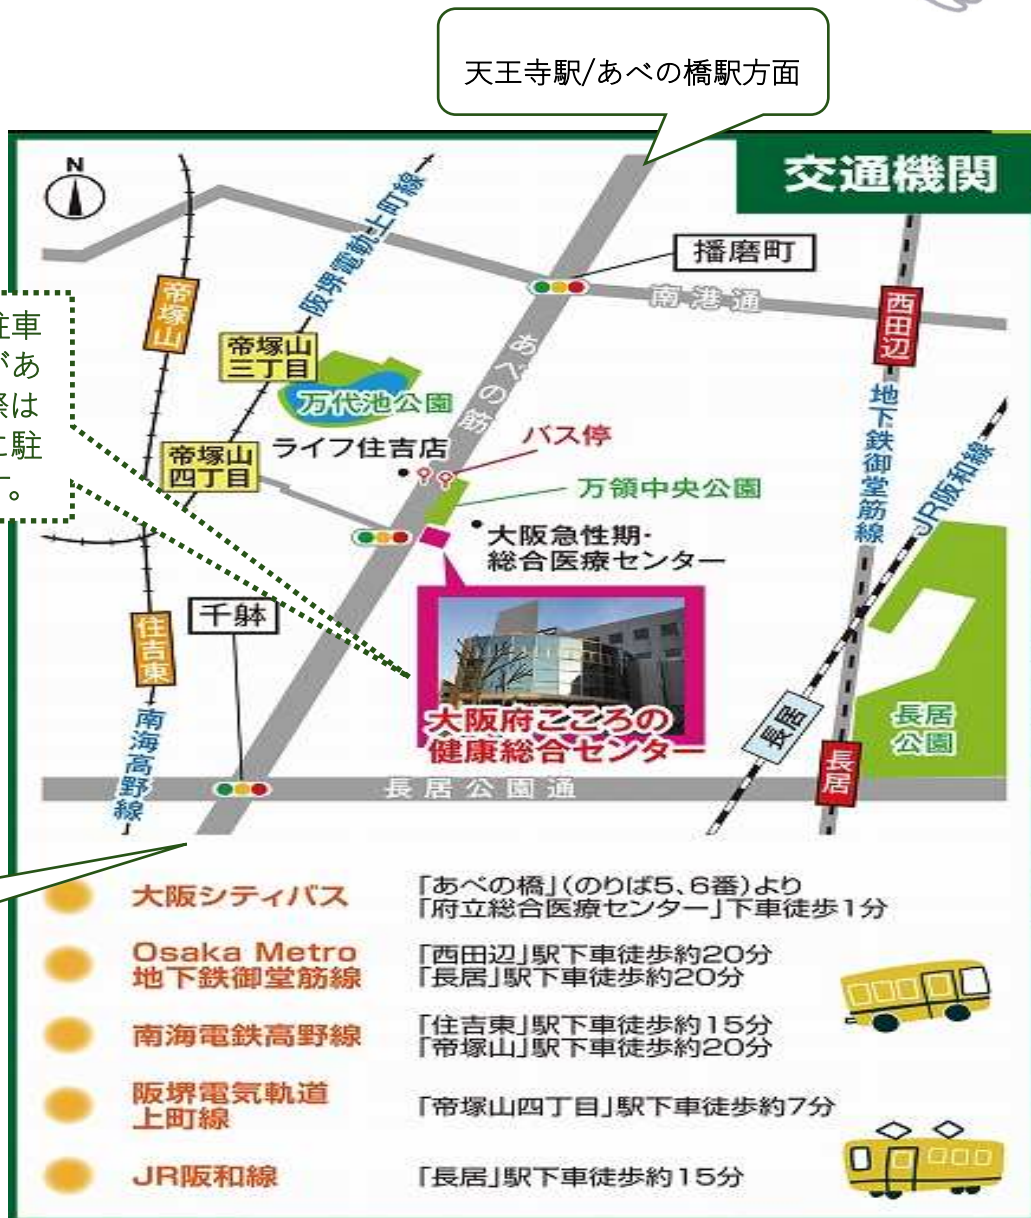 天王寺駅/あべの橋駅方面
交通機関
N
阪堺電軌上町線
播磨町
南港通
帝塚山
西田辺
駐車
があ
際は
に駐
す。
帝塚山
三丁目
万代池公園
あべの筋
地下鉄御堂筋線
JR阪和線
ライフ住吉店
バス停
帝塚山
四丁目
万領中央公園
大阪急性期・
総合医療センター
千躰
住吉東
大阪府こころの
健康総合センター
南海高野線
長居
長居
長居
公園
長居公園通
大阪シティバス
「あべの橋」(のりば5、6番)より
「府立総合医療センター」下車徒歩1分
Osaka Metro
地下鉄御堂筋線
「西田辺」駅下車徒歩約20分
「長居」駅下車徒歩約20分
南海電鉄高野線
「住吉東」駅下車徒歩約15分
「帝塚山」駅下車徒歩約20分
阪堺電気軌道
上町線
「帝塚山四丁目」駅下車徒歩約7分
JR阪和線
「長居」駅下車徒歩約15分